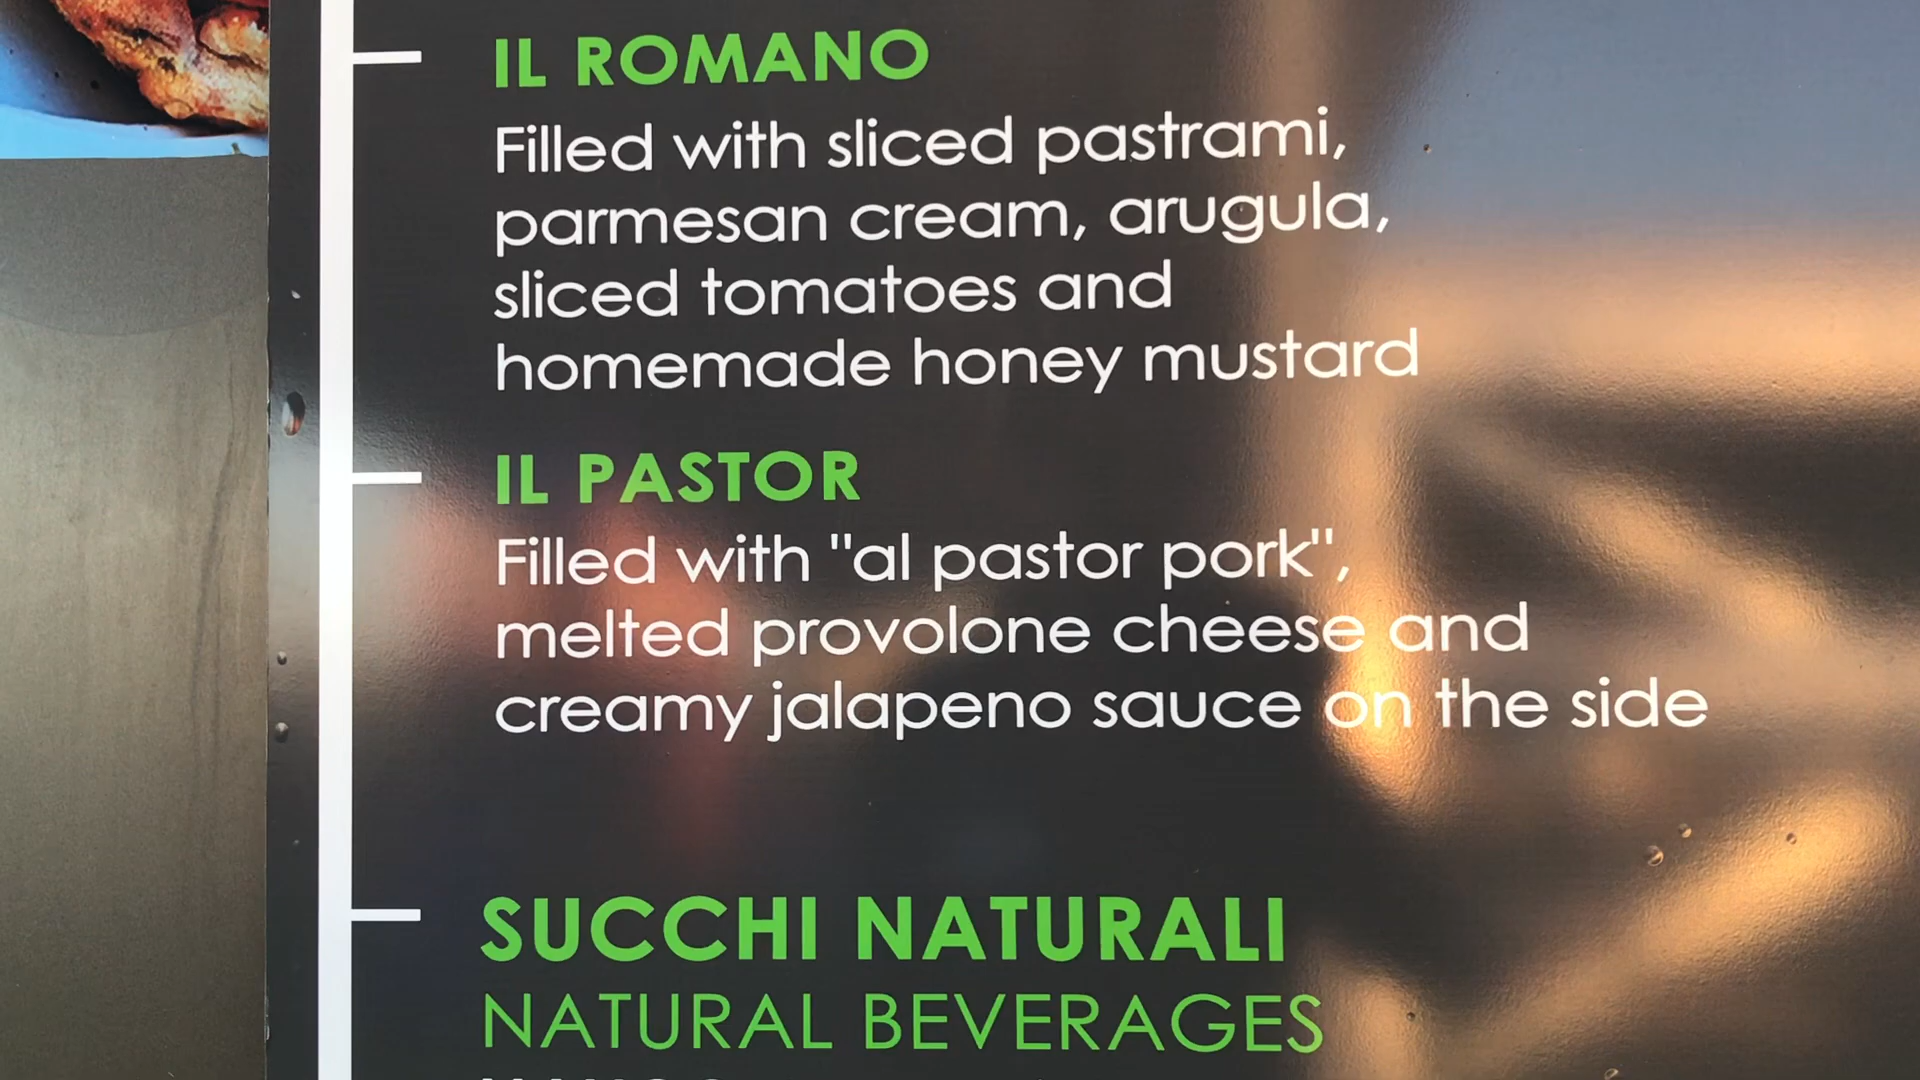 IL ROMANO
Filled with sliced pastrami,
parmesan cream, arugula,
sliced tomatoes and
homemade honey mustard
IL PASTOR
Filled with "al pastor pork",
melted provolone cheese and
creamy jalapeno sauce on the side
SUCCHI NATURALI
NATURAL BEVERAGES